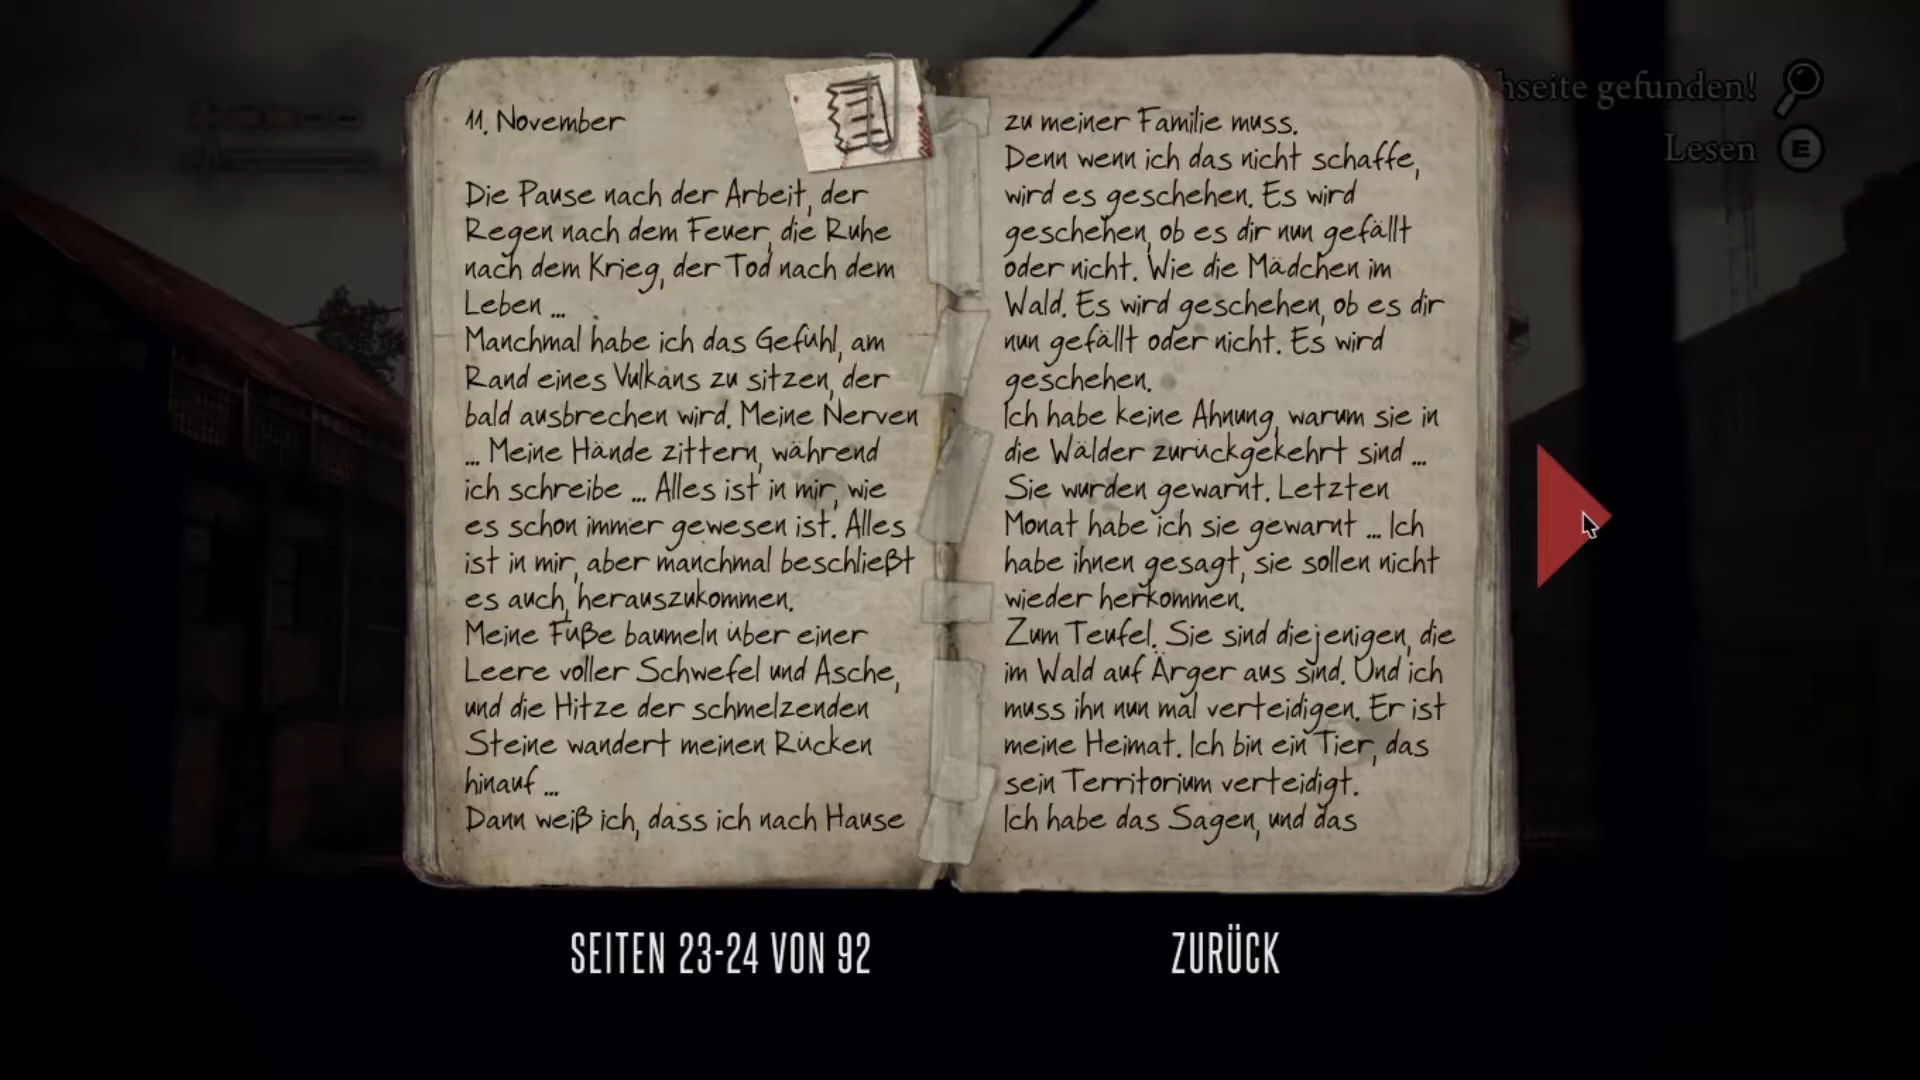 11. November
Die Pause nach der Arbeit, der
Regen nach dem Feuer, die Ruhe
nach dem Krieg, der Tod nach dem
Leben ...
Manchmal habe ich das Gefühl, am
Rand eines Vulkans zu sitzen, der
bald ausbrechen wird. Meine Nerven
... Meine Hände zittern, während
ich schreibe ... Alles ist in mir, wie
es schon immer gewesen ist. Alles
ist in mir, aber manchmal beschließt
es auch, herauszukommen.
Meine Füße baumeln über einer
Leere voller Schwefel und Asche,
und die Hitze der schmelzenden
Steine wandert meinen Rücken
hinauf ...
Dann weiß ich, dass ich nach Hause
zu meiner Familie muss.
Denn wenn ich das nicht schaffe,
wird es geschehen. Es wird
geschehen, ob es dir nun gefällt
oder nicht. Wie die Mädchen im
Wald. Es wird geschehen, ob es dir
nun gefällt oder nicht. Es wird
geschehen.
Ich habe keine Ahnung, warum sie in
die Wälder zurückgekehrt sind ...
Sie wurden gewarnt. Letzten
Monat habe ich sie gewarnt ... Ich
habe ihnen gesagt, sie sollen nicht
wieder herkommen.
Zum Teufel. Sie sind diejenigen, die
im Wald auf Ärger aus sind. Und ich
muss ihn nun mal verteidigen. Er ist
meine Heimat. Ich bin ein Tier, das
sein Territorium verteidigt.
Ich habe das Sagen, und das
hseite gefunden!
Lesen E
SEITEN 23-24 VON 92
ZURÜCK